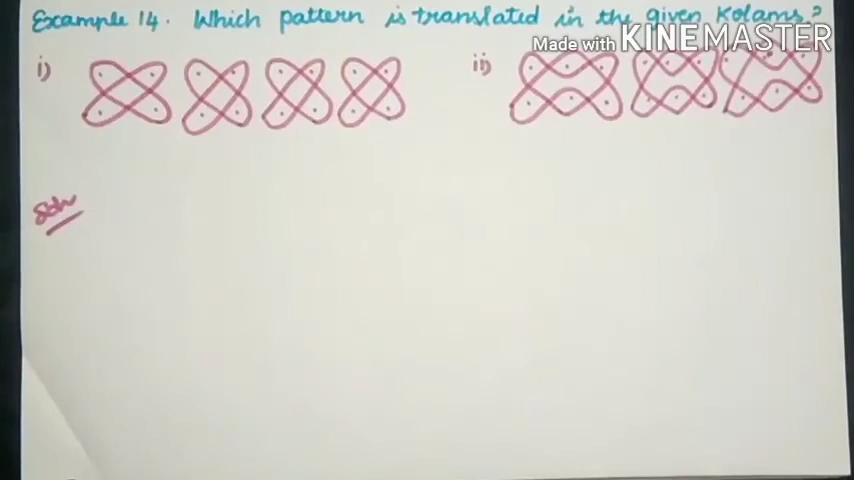 Example 14. Which pattern is translated in the given Kolams?
Made with KINEMASTER
i)
ii)
Soln